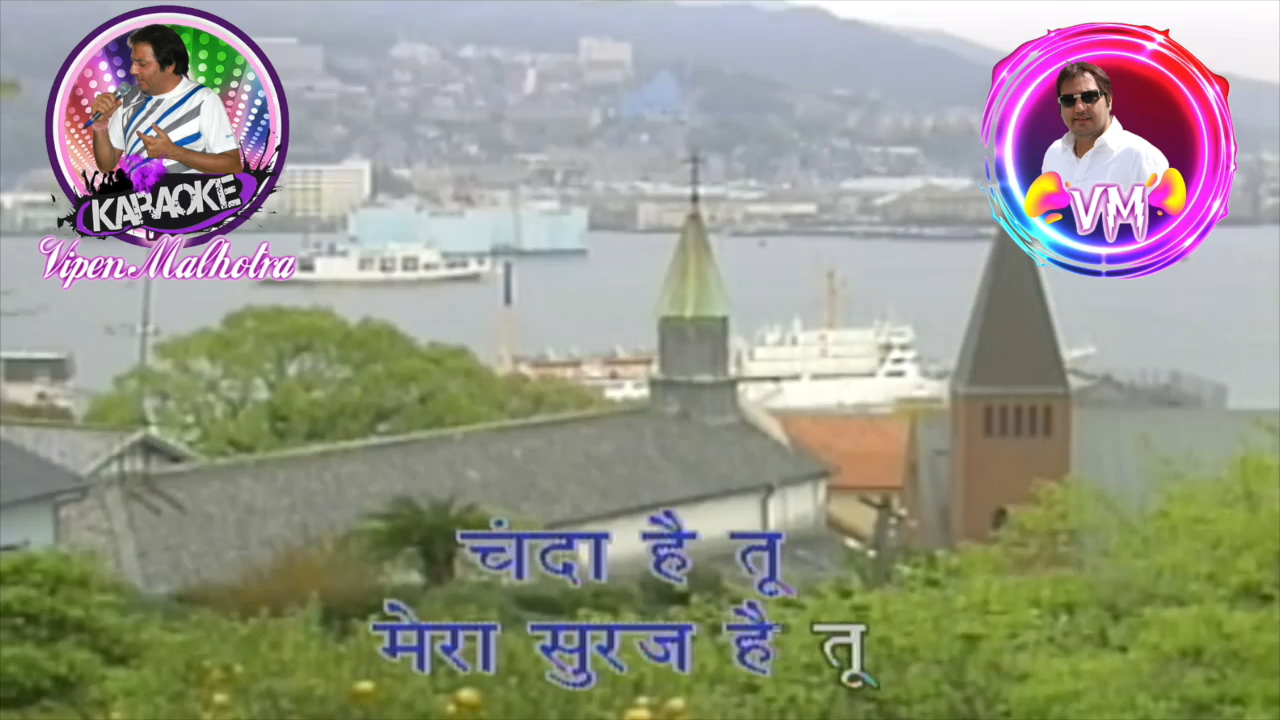 KARAOKE
Vipen Malhotra
VM
चंदा है तू
मेरा सुरज है तू